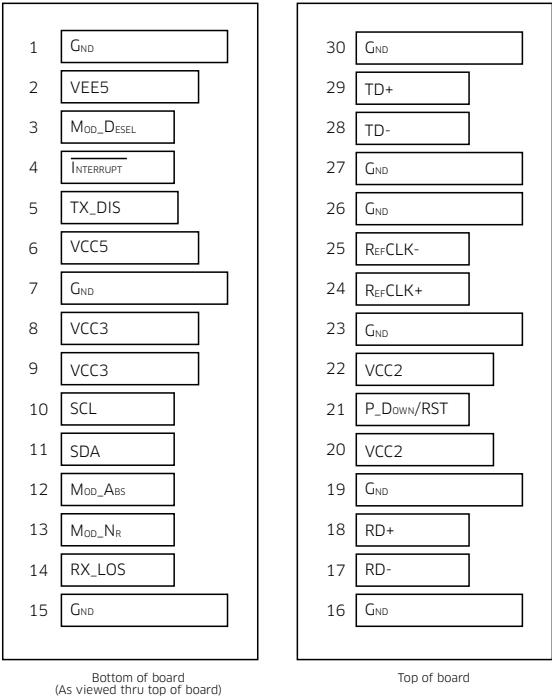 1 GND
2 VEE5
3 MOD_DESEL
4 INTERRUPT
5 TX_DIS
6 VCC5
7 GND
8 VCC3
9 VCC3
10 SCL
11 SDA
12 MOD_ABS
13 MOD_NR
14 RX_LOS
15 GND
Bottom of board
(As viewed thru top of board)
30 GND
29 TD+
28 TD-
27 GND
26 GND
25 REFCLK-
24 REFCLK+
23 GND
22 VCC2
21 P_DOWN/RST
20 VCC2
19 GND
18 RD+
17 RD-
16 GND
Top of board